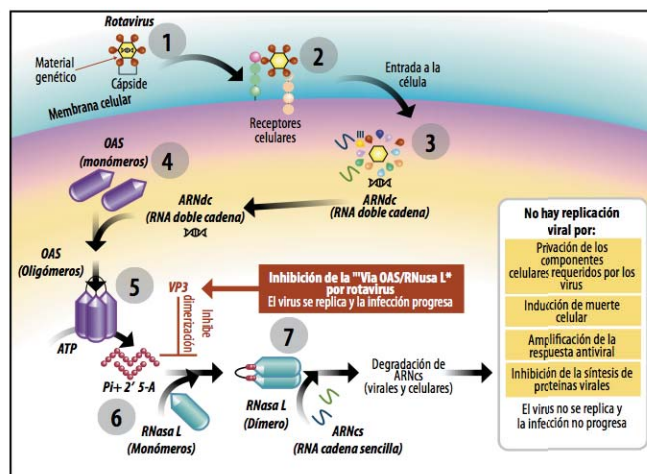 Rotavirus
1
Material
genético
Cápside
Membrana celular
2
Receptores
celulares
Entrada a la
célula
3
ARNdc
(RNA doble cadena)
OAS
(monómeros)
4
ARNdc
(RNA doble cadena)
OAS
(Oligómeros)
5
ATP
Pi+ 2' 5-A
6
VP3
Inhibe
dimerización
Inhibición de la "'Via OAS/RNusa L*
por rotavirus
El virus se replica y la infección progresa
7
RNasa L
(Monómeros)
RNasa L
(Dímero)
ARNcs
(RNA cadena sencilla)
Degradación de
ARNcs
(virales y celulares)
No hay replicación
viral por:
Privación de los
componentes
celulares requeridos por los
virus
Inducción de muerte
celular
Amplificación de la
respuesta antiviral
Inhibición de la síntesis de
proteinas virales
El virus no se replica y
la infección no progresa